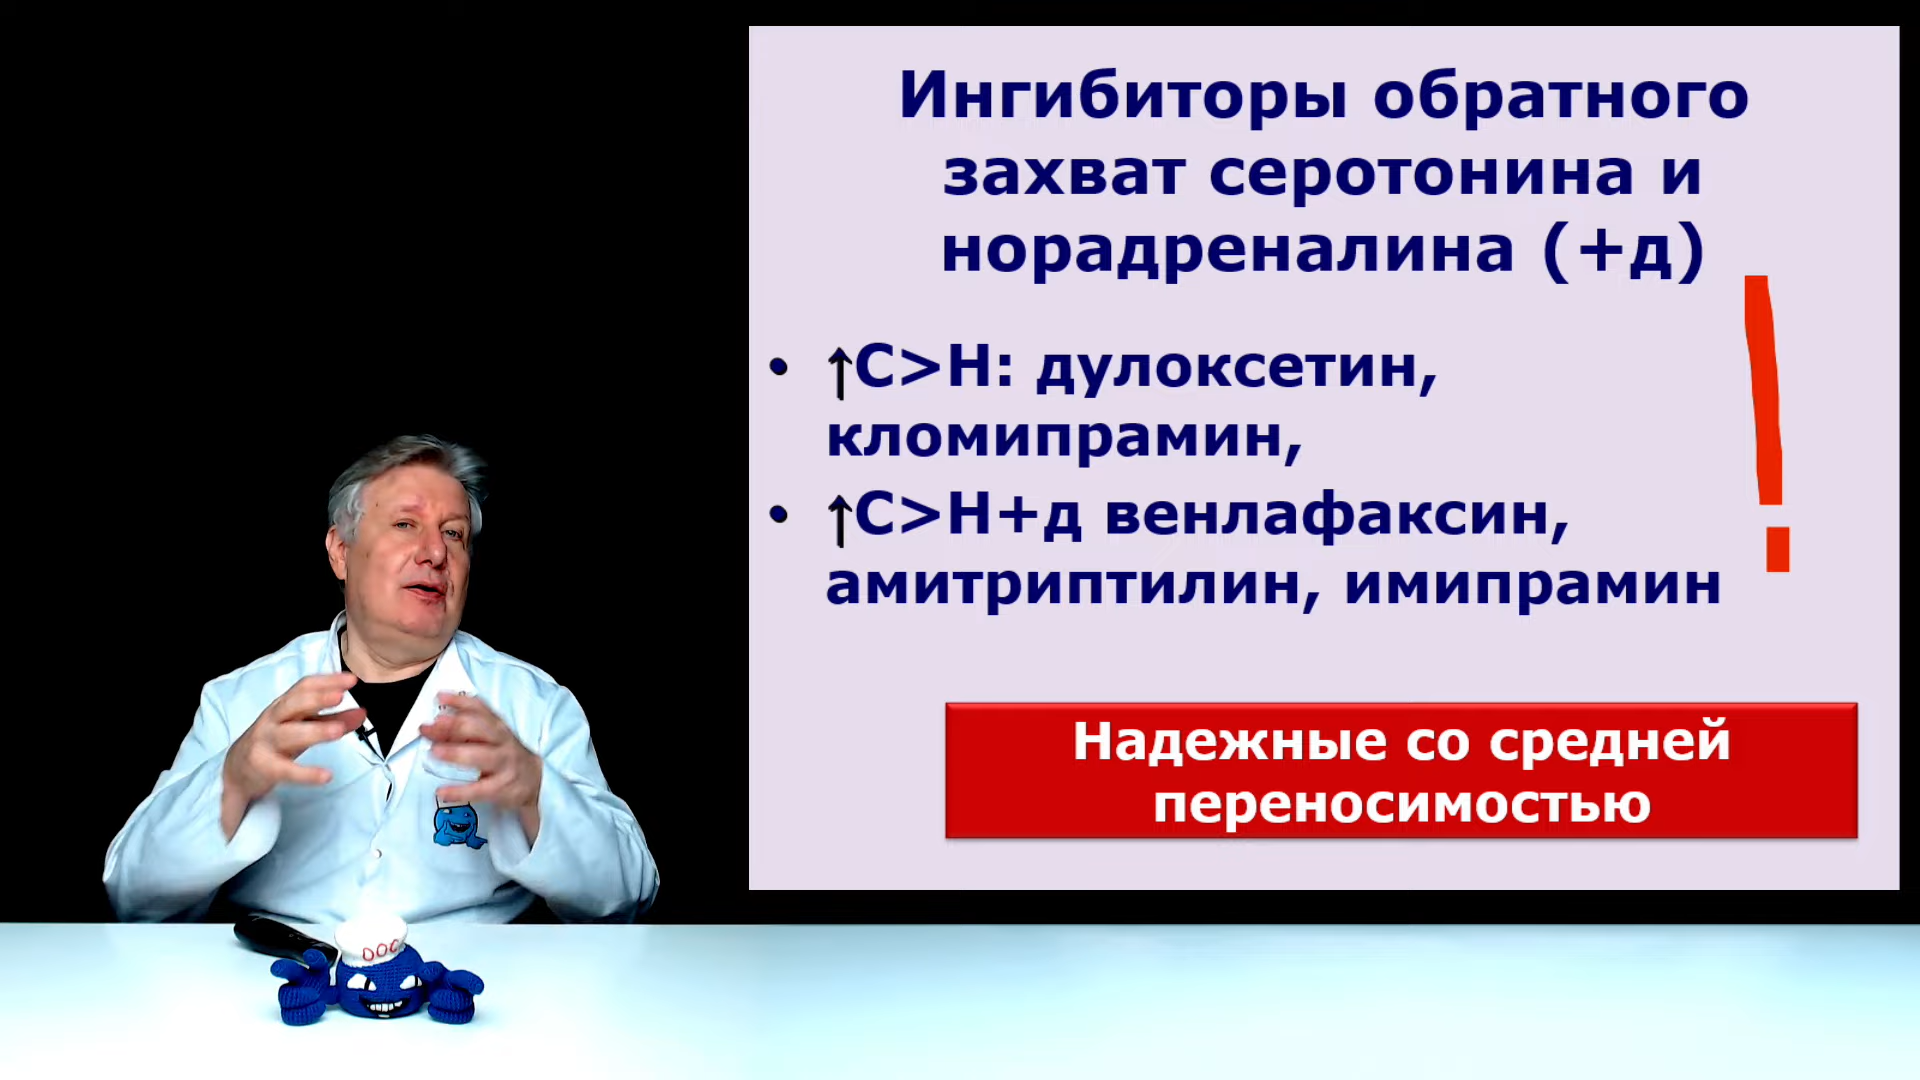 Ингибиторы обратного
захват серотонина и
норадреналина (+д)
• ↑С>Н: дулоксетин,
кломипрамин,
• ↑С>Н+д венлафаксин,
амитриптилин, имипрамин
!
Надежные со средней
переносимостью
DOC